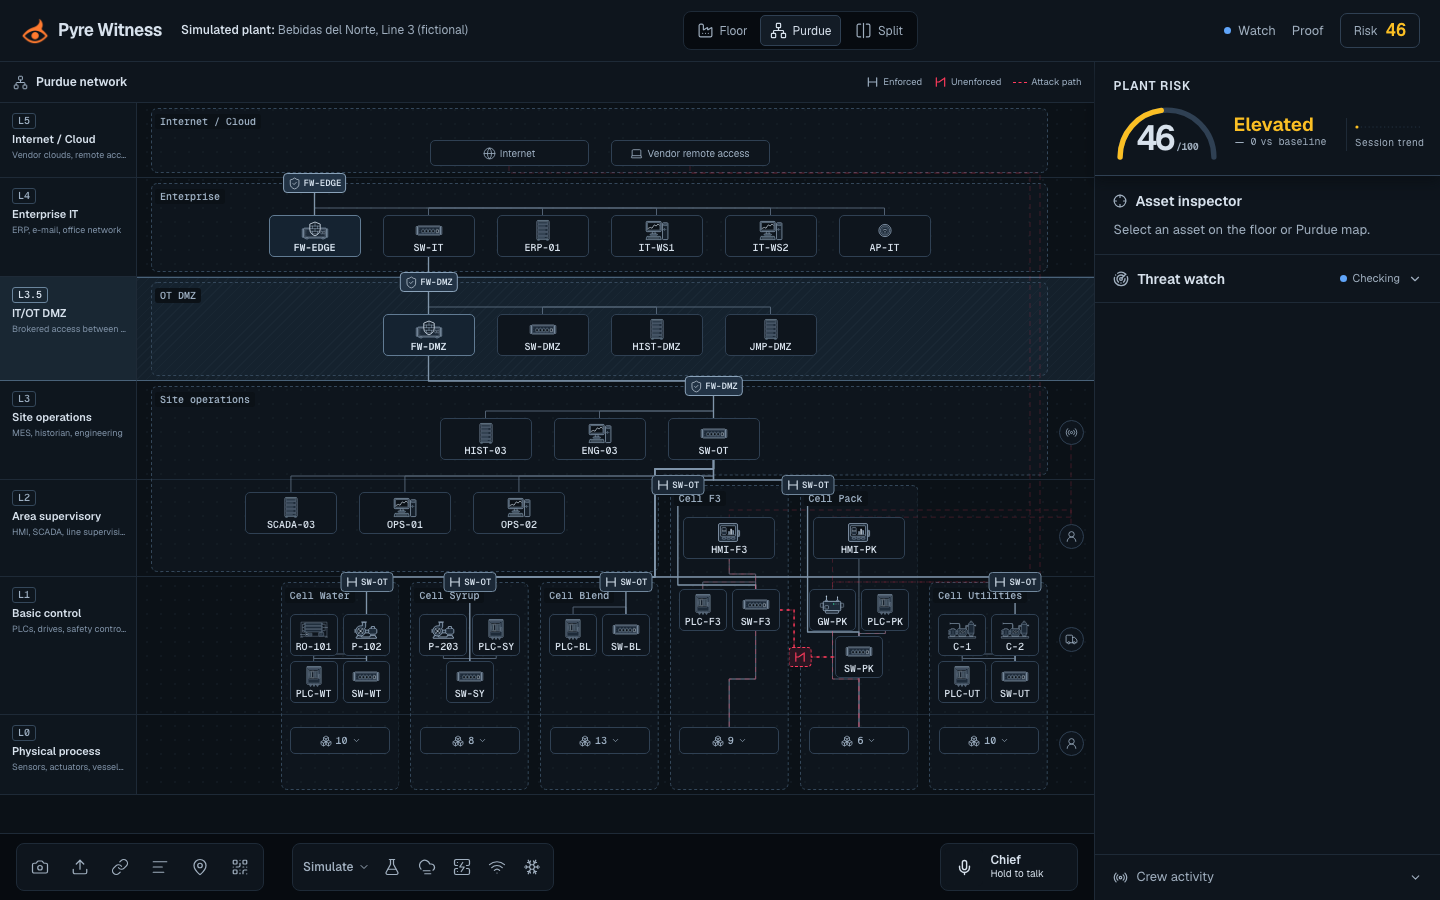 Pyre Witness
Simulated plant: Bebidas del Norte, Line 3 (fictional)
Floor
Purdue
Split
Watch
Proof
Risk 46
Purdue network
Enforced
Unenforced
Attack path
L5
Internet / Cloud
Vendor clouds, remote acc...
Internet / Cloud
Internet
Vendor remote access
FW-EDGE
L4
Enterprise IT
ERP, e-mail, office network
Enterprise
FW-EDGE
SW-IT
ERP-01
IT-WS1
IT-WS2
AP-IT
FW-DMZ
L3.5
IT/OT DMZ
Brokered access between ...
OT DMZ
FW-DMZ
SW-DMZ
HIST-DMZ
JMP-DMZ
FW-DMZ
L3
Site operations
MES, historian, engineering
Site operations
HIST-03
ENG-03
SW-OT
SW-OT
SW-OT
L2
Area supervisory
HMI, SCADA, line supervisi...
SCADA-03
OPS-01
OPS-02
Cell F3
HMI-F3
Cell Pack
HMI-PK
SW-OT
SW-OT
SW-OT
SW-OT
L1
Basic control
PLCs, drives, safety contro...
Cell Water
RO-101
P-102
PLC-WT
SW-WT
Cell Syrup
P-203
PLC-SY
SW-SY
Cell Blend
PLC-BL
SW-BL
PLC-F3
SW-F3
GW-PK
PLC-PK
SW-PK
Cell Utilities
C-1
C-2
PLC-UT
SW-UT
L0
Physical process
Sensors, actuators, vessel...
10
8
13
9
6
10
PLANT RISK
46 /100
Elevated
— 0 vs baseline
Session trend
Asset inspector
Select an asset on the floor or Purdue map.
Threat watch
Checking
Crew activity
Simulate
Chief
Hold to talk